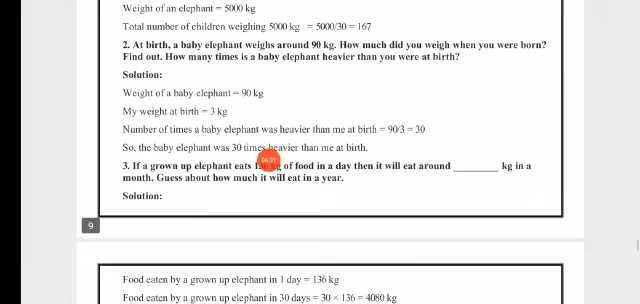 Weight of an elephant = 5000 kg
Total number of children weighing 5000 kg = 5000/30 = 167
2. At birth, a baby elephant weighs around 90 kg. How much did you weigh when you were born?
Find out. How many times is a baby elephant heavier than you were at birth?
Solution:
Weight of a baby elephant = 90 kg
My weight at birth = 3 kg
Number of times a baby elephant was heavier than me at birth = 90/3 = 30
So, the baby elephant was 30 times heavier than me at birth.
3. If a grown up elephant eats kg of food in a day then it will eat around ________ kg in a
month. Guess about how much it will eat in a year.
Solution:
9
Food eaten by a grown up elephant in 1 day = 136 kg
Food eaten by a grown up elephant in 30 days = 30 × 136 = 4080 kg